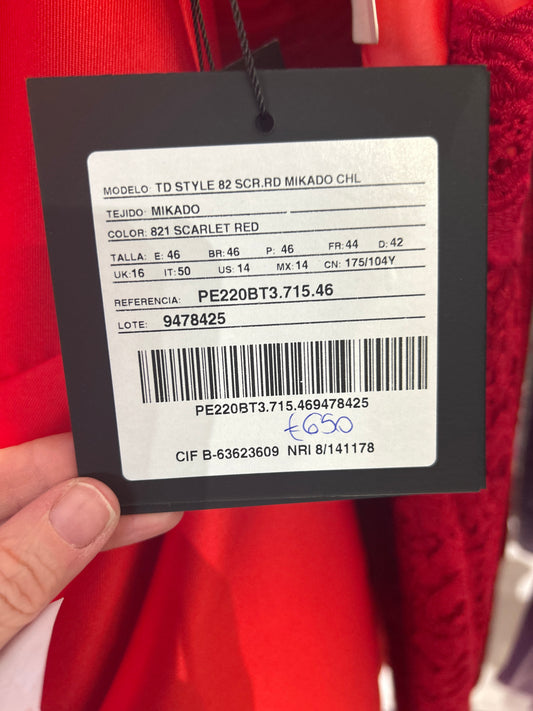 MODELO: TD STYLE 82 SCR.RD MIKADO CHL
TEJIDO: MIKADO
COLOR: 821 SCARLET RED
TALLA: E: 46 BR: 46 P: 46 FR: 44 D: 42
UK: 16 IT: 50 US: 14 MX: 14 CN: 175/104Y
REFERENCIA: PE220BT3.715.46
LOTE: 9478425
PE220BT3.715.469478425
€650
CIF B-63623609 NRI 8/141178